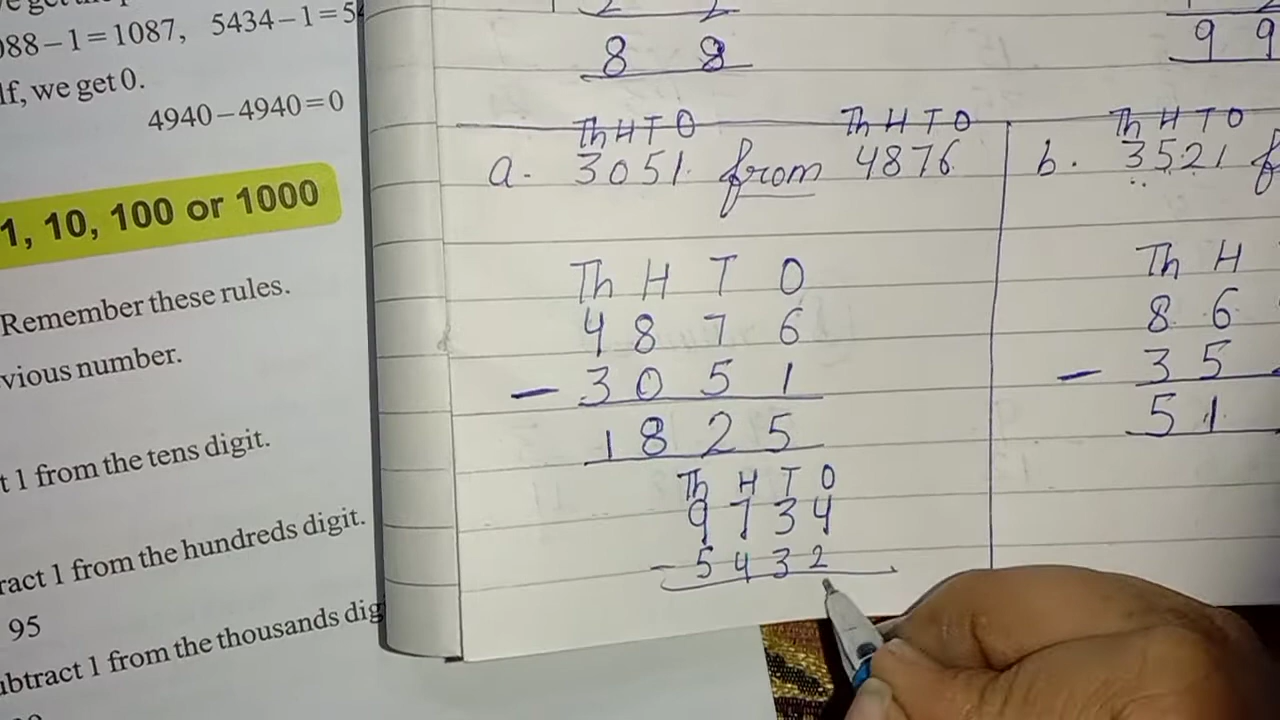 088-1=1087, 5434-1=5
lf, we get 0.
4940-4940=0
1, 10, 100 or 1000
Remember these rules.
vious number.
t 1 from the tens digit.
ract 1 from the hundreds digit.
95
ubtract 1 from the thousands dig
8 8
9 9
Th H T O Th H T O
a. 3051 from 4876
Th H T O
4 8 7 6
- 3 0 5 1
1 8 2 5
Th H T O
9 7 3 4
- 5 4 3 2
Th H T O
b. 3521 f
Th H
8 6
- 3 5
5 1